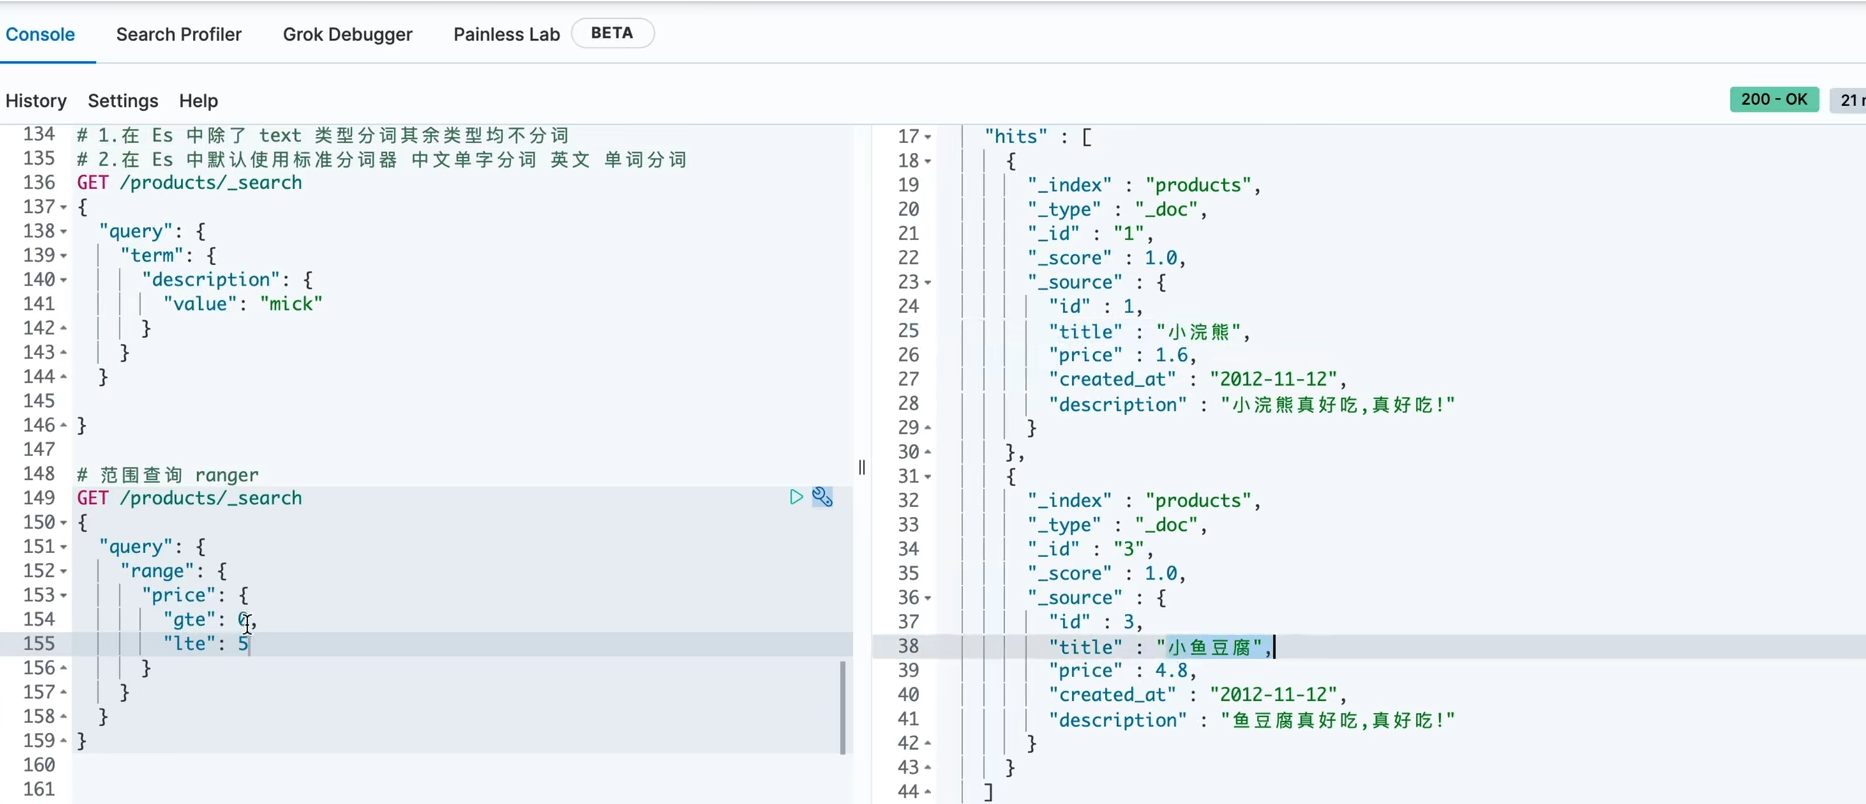 Console Search Profiler Grok Debugger Painless Lab BETA
History Settings Help
200 - OK
134 # 1.在 Es 中除了 text 类型分词其余类型均不分词
135 # 2.在 Es 中默认使用标准分词器 中文单字分词 英文 单词分词
136 GET /products/_search
137 {
138 "query": {
139 "term": {
140 "description": {
141 "value": "mick"
142 }
143 }
144 }
145
146 }
147
148 # 范围查询 ranger
149 GET /products/_search
150 {
151 "query": {
152 "range": {
153 "price": {
154 "gte": 0,
155 "lte": 5
156 }
157 }
158 }
159 }
160
161
17 "hits" : [
18 {
19 "_index" : "products",
20 "_type" : "_doc",
21 "_id" : "1",
22 "_score" : 1.0,
23 "_source" : {
24 "id" : 1,
25 "title" : "小浣熊",
26 "price" : 1.6,
27 "created_at" : "2012-11-12",
28 "description" : "小浣熊真好吃,真好吃!"
29 }
30 },
31 {
32 "_index" : "products",
33 "_type" : "_doc",
34 "_id" : "3",
35 "_score" : 1.0,
36 "_source" : {
37 "id" : 3,
38 "title" : "小鱼豆腐",
39 "price" : 4.8,
40 "created_at" : "2012-11-12",
41 "description" : "鱼豆腐真好吃,真好吃!"
42 }
43 }
44 ]